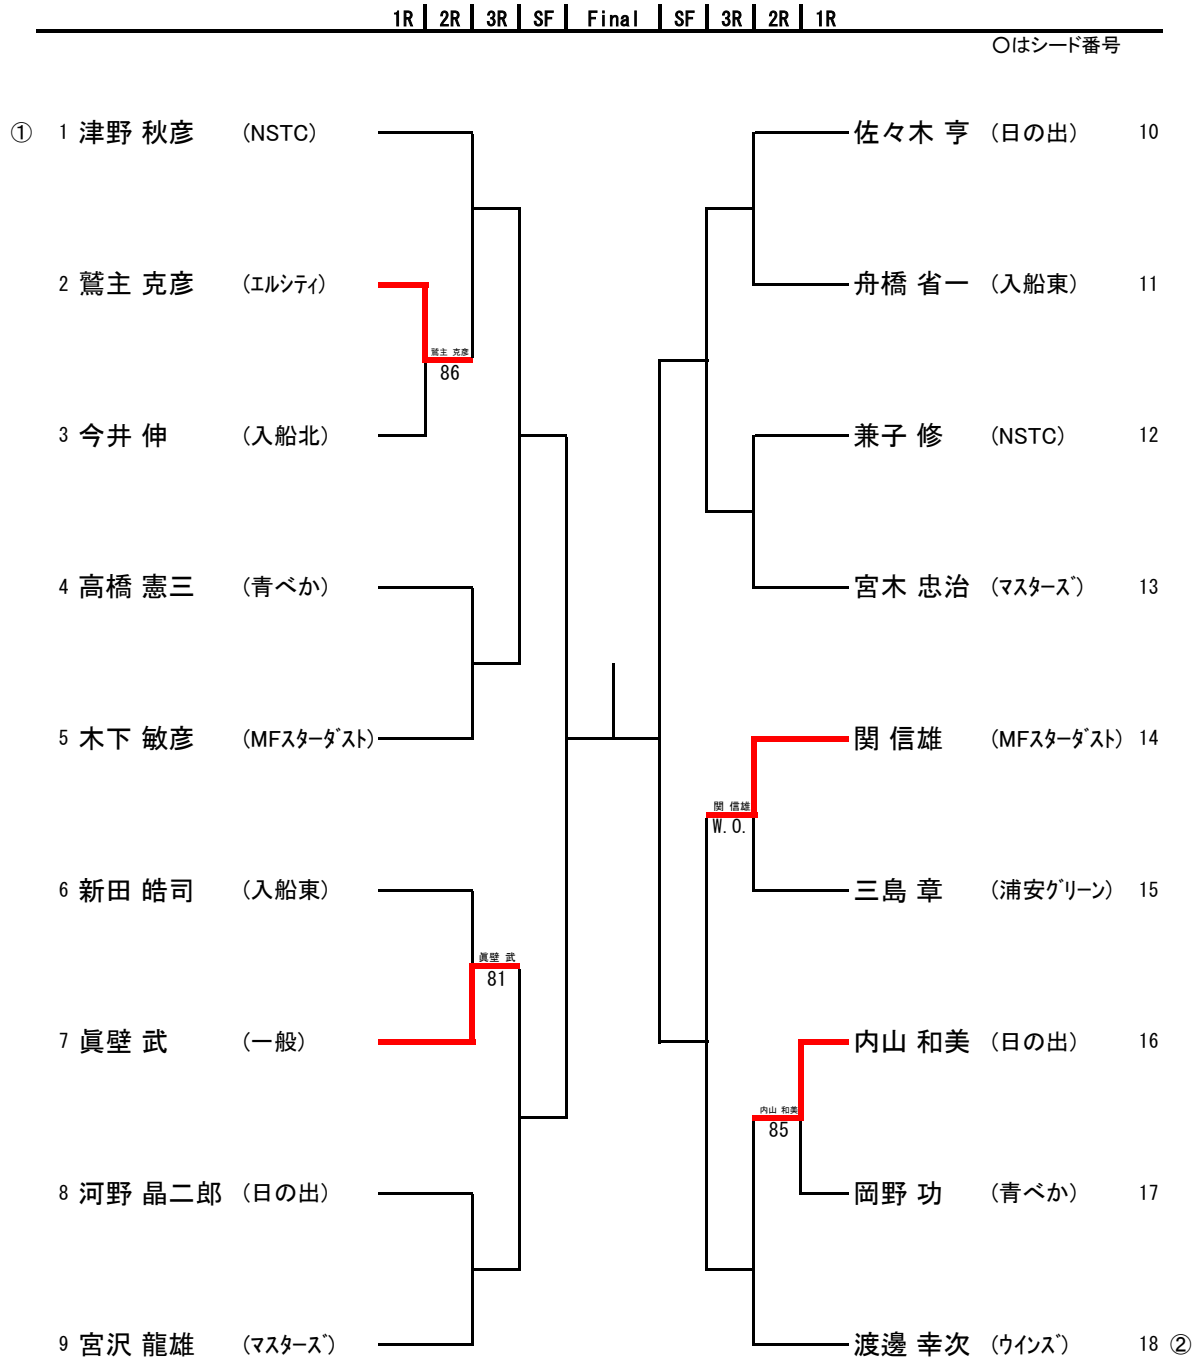 1R 2R 3R SF Final SF 3R 2R 1R
○はシード番号
① 1 津野 秋彦 (NSTC) 佐々木 亨 (日の出) 10
2 鷲主 克彦 (エルシティ) 舟橋 省一 (入船東) 11
鷲主 克彦
86
3 今井 伸 (入船北) 兼子 修 (NSTC) 12
4 高橋 憲三 (青べか) 宮木 忠治 (マスターズ) 13
5 木下 敏彦 (MFスターダスト) 関 信雄 (MFスターダスト) 14
関 信雄
W.O.
6 新田 皓司 (入船東) 三島 章 (浦安グリーン) 15
眞壁 武
81
7 眞壁 武 (一般) 内山 和美 (日の出) 16
内山 和美
85
8 河野 晶二郎 (日の出) 岡野 功 (青べか) 17
9 宮沢 龍雄 (マスターズ) 渡邊 幸次 (ウインズ) 18 ②